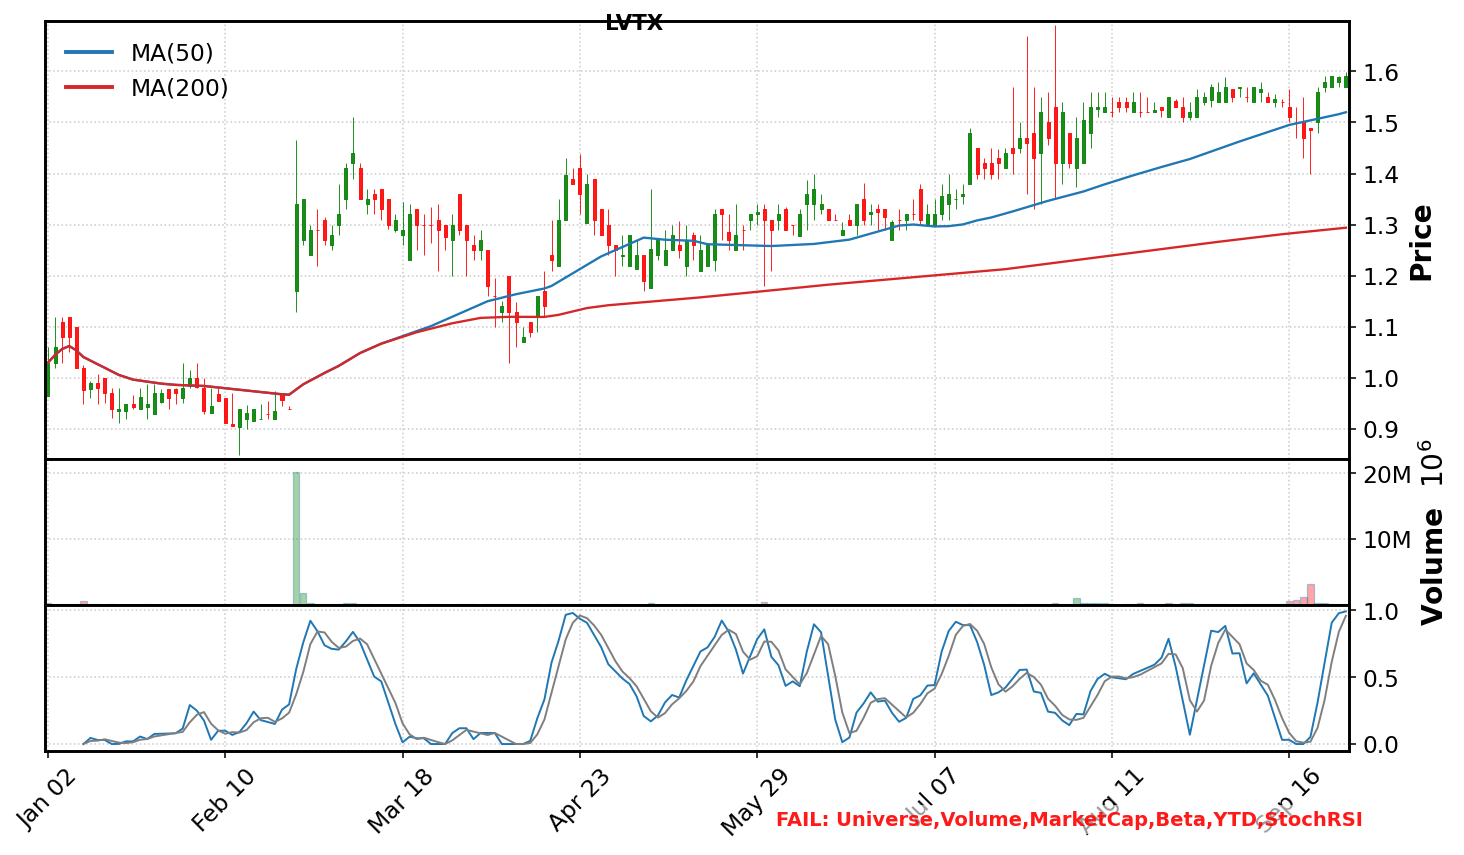 LVTX
MA(50)
MA(200)
1.6
1.5
1.4
1.3
1.2
1.1
1.0
0.9
Price
20M
10M
Volume 10^6
1.0
0.5
0.0
Jan 02
Feb 10
Mar 18
Apr 23
May 29
Jul 07
Aug 11
Sep 16
FAIL: Universe,Volume,MarketCap,Beta,YTD,StochRSI